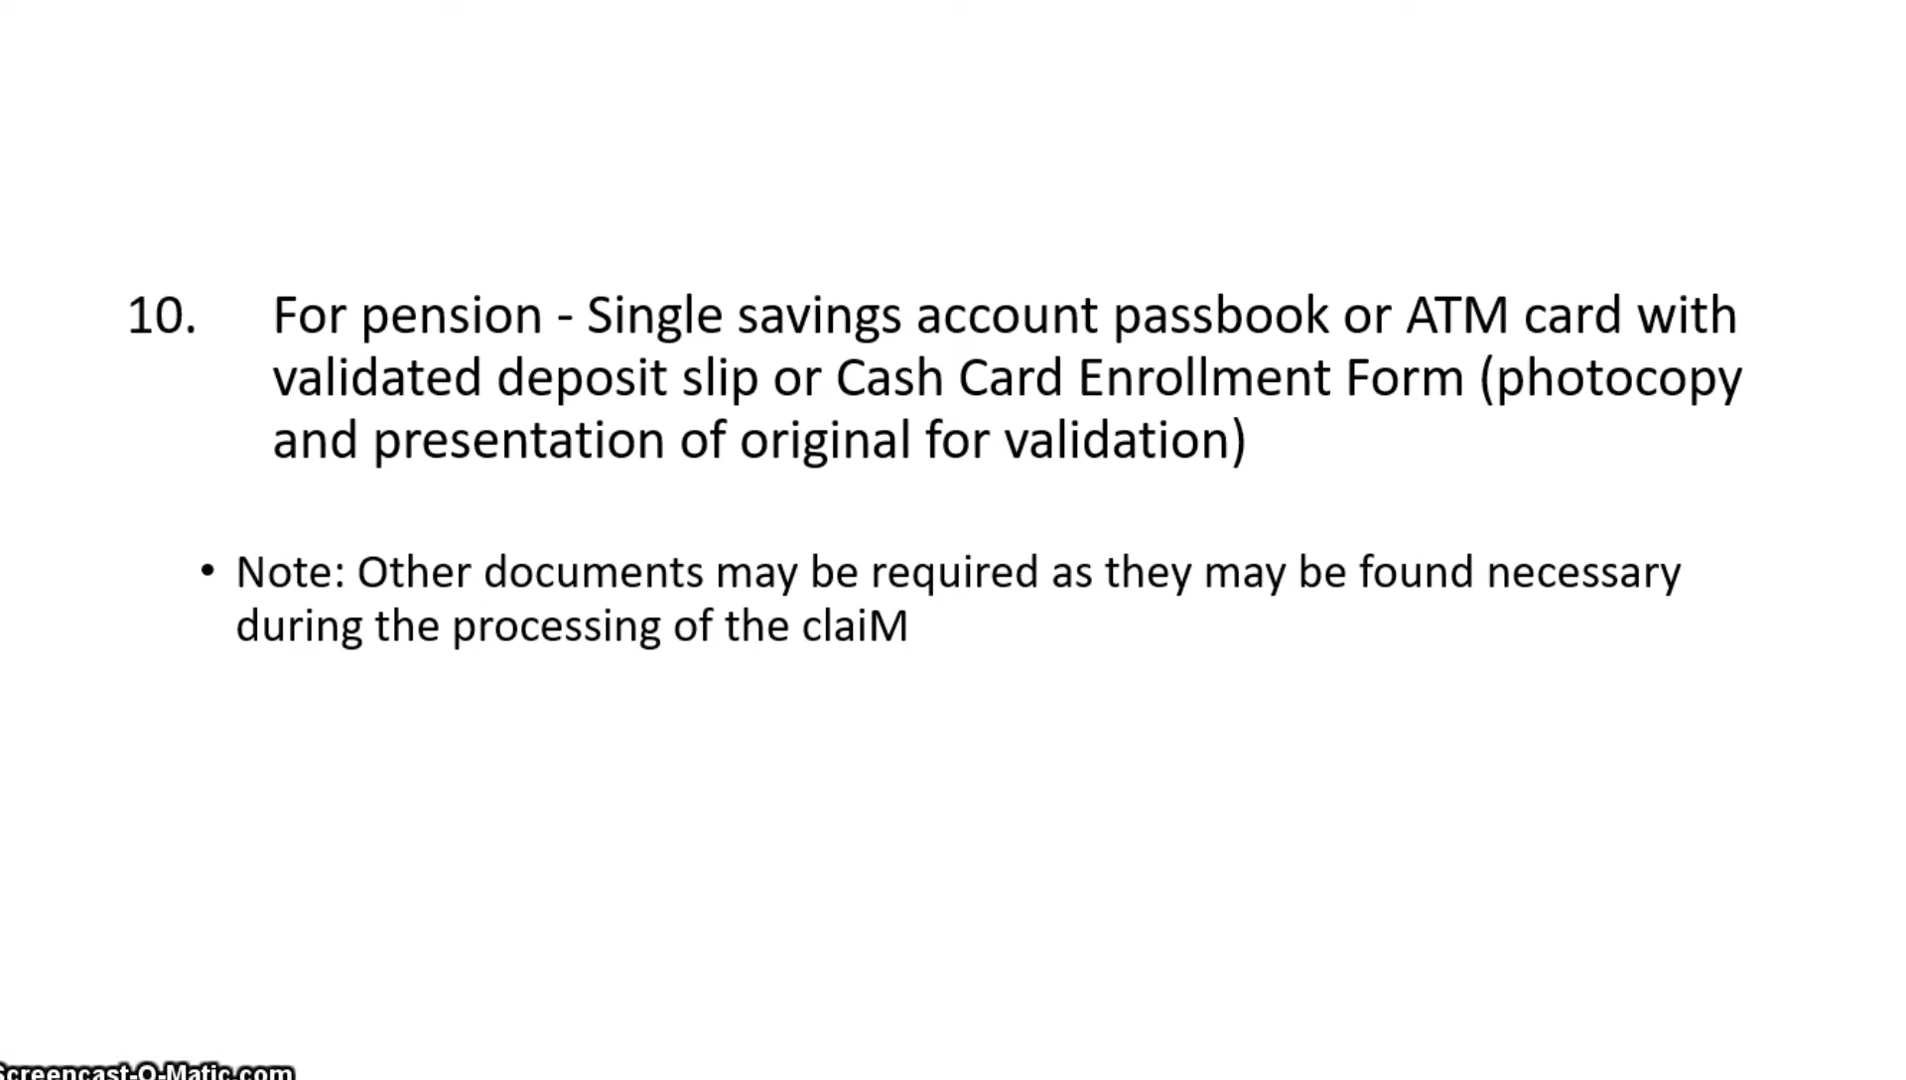 10. For pension - Single savings account passbook or ATM card with
validated deposit slip or Cash Card Enrollment Form (photocopy
and presentation of original for validation)
• Note: Other documents may be required as they may be found necessary
during the processing of the claiM
Screencast-O-Matic.com